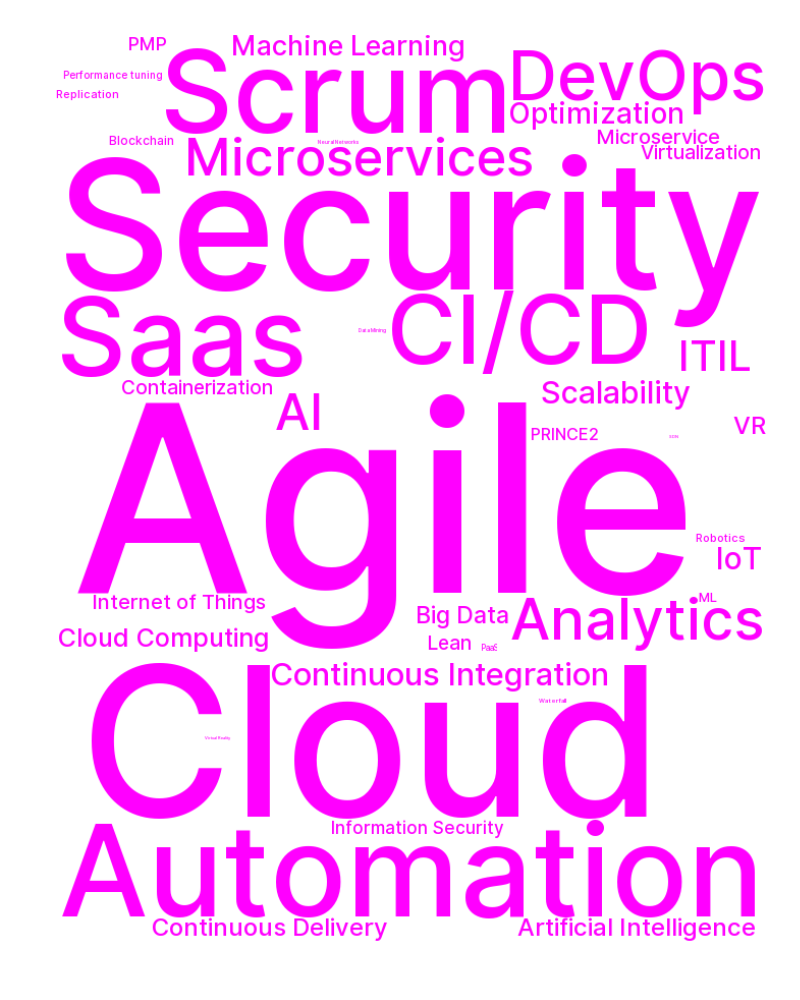 PMP
Machine Learning
Scrum
DevOps
Performance tuning
Replication
Optimization
Microservice
Blockchain
Neural Networks
Microservices
Virtualization
Security
Saas
Data Mining
CI/CD
ITIL
Containerization
AI
Scalability
VR
PRINCE2
Agile
Robotics
IoT
Internet of Things
ML
Big Data
Analytics
Cloud Computing
Lean
PaaS
Continuous Integration
Waterfall
Cloud
Virtual Reality
Information Security
Automation
Continuous Delivery
Artificial Intelligence